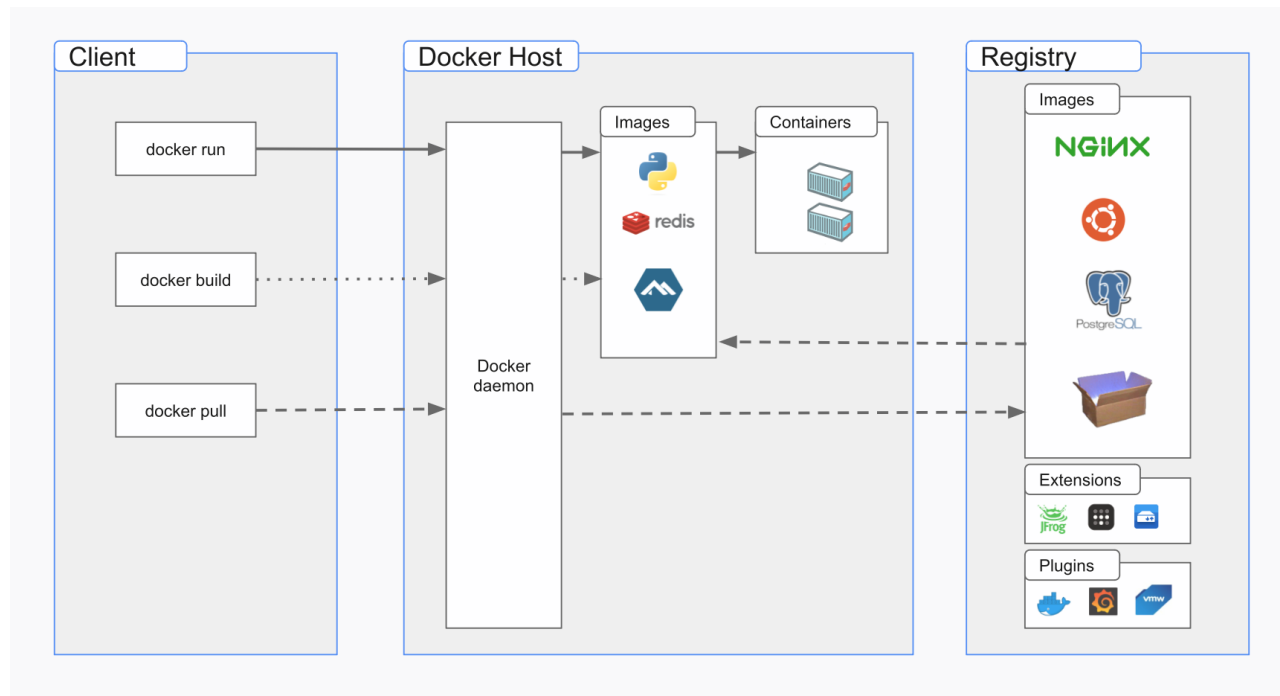 Client
docker run
docker build
docker pull
Docker Host
Docker
daemon
Images
redis
Containers
Registry
Images
NGiNX
PostgreSQL
Extensions
JFrog
Plugins
vmw